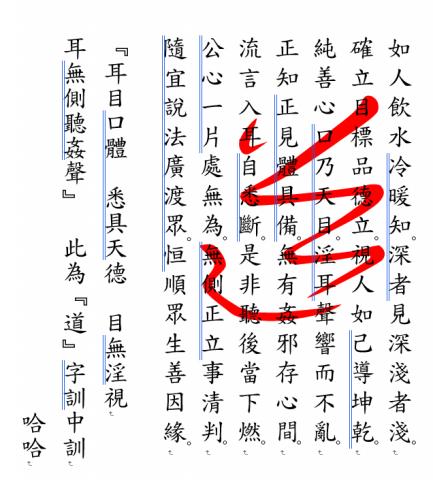 如人飲水冷暖知。深者見深淺者淺。
確立目標品德立。視人如己導坤乾。
純善心口乃天目。淫耳聲響而不亂。
正知正見體具備。無有姦邪存心間。
流言入耳自悉斷。是非聽後當下燃。
公心一片處無為。無側正立事清判。
隨宜說法廣渡眾。恒順眾生善因緣。
『耳目口體　悉具天德　目無淫視
耳無側聽姦聲』　此為『道』字訓中訓
哈哈